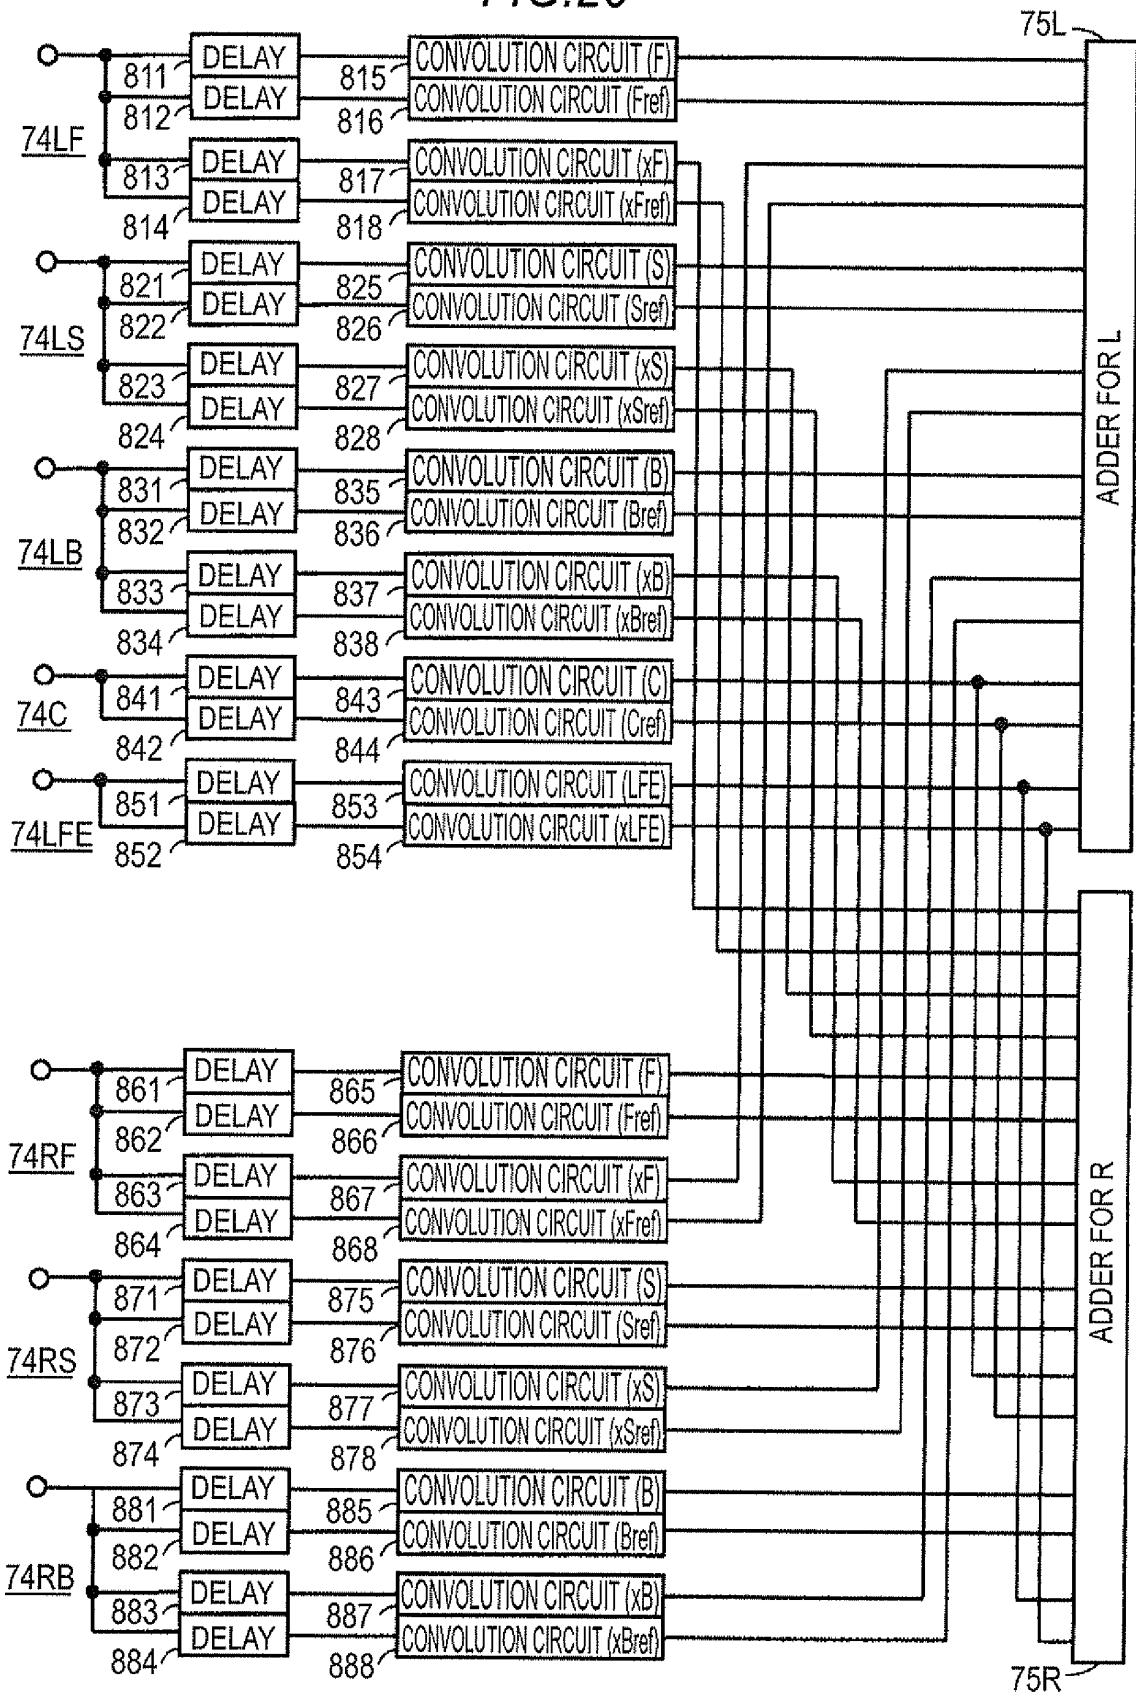 75L
811 DELAY 815 CONVOLUTION CIRCUIT (F)
812 DELAY 816 CONVOLUTION CIRCUIT (Fref)
74LF
813 DELAY 817 CONVOLUTION CIRCUIT (xF)
814 DELAY 818 CONVOLUTION CIRCUIT (xFref)
821 DELAY 825 CONVOLUTION CIRCUIT (S)
822 DELAY 826 CONVOLUTION CIRCUIT (Sref)
74LS
823 DELAY 827 CONVOLUTION CIRCUIT (xS)
824 DELAY 828 CONVOLUTION CIRCUIT (xSref)
ADDER FOR L
831 DELAY 835 CONVOLUTION CIRCUIT (B)
832 DELAY 836 CONVOLUTION CIRCUIT (Bref)
74LB
833 DELAY 837 CONVOLUTION CIRCUIT (xB)
834 DELAY 838 CONVOLUTION CIRCUIT (xBref)
841 DELAY 843 CONVOLUTION CIRCUIT (C)
74C
842 DELAY 844 CONVOLUTION CIRCUIT (Cref)
851 DELAY 853 CONVOLUTION CIRCUIT (LFE)
74LFE
852 DELAY 854 CONVOLUTION CIRCUIT (xLFE)
861 DELAY 865 CONVOLUTION CIRCUIT (F)
862 DELAY 866 CONVOLUTION CIRCUIT (Fref)
74RF
863 DELAY 867 CONVOLUTION CIRCUIT (xF)
864 DELAY 868 CONVOLUTION CIRCUIT (xFref)
ADDER FOR R
871 DELAY 875 CONVOLUTION CIRCUIT (S)
872 DELAY 876 CONVOLUTION CIRCUIT (Sref)
74RS
873 DELAY 877 CONVOLUTION CIRCUIT (xS)
874 DELAY 878 CONVOLUTION CIRCUIT (xSref)
881 DELAY 885 CONVOLUTION CIRCUIT (B)
882 DELAY 886 CONVOLUTION CIRCUIT (Bref)
74RB
883 DELAY 887 CONVOLUTION CIRCUIT (xB)
884 DELAY 888 CONVOLUTION CIRCUIT (xBref)
75R